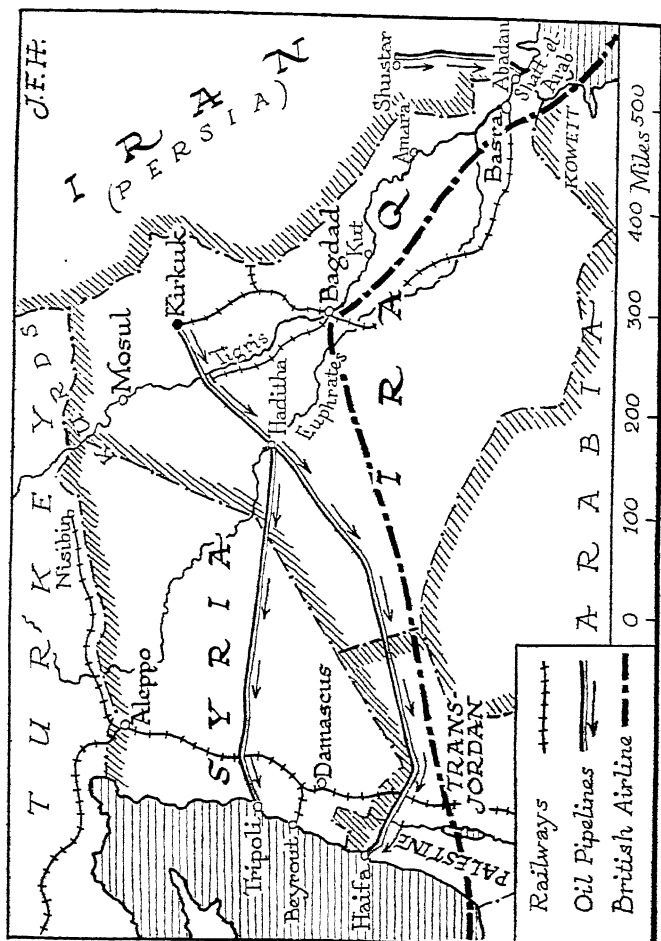 J.F.H.
TURKEY
KURDS
IRAN
(PERSIA)
Nisibin
Mosul
Kirkuk
Aleppo
SYRIA
Tigris
Haditha
Euphrates
Bagdad
Kut
Amara
Shustar
Abadan
Shatt-el-
Arab
Basra
KOWEIT
IRAQ
Tripoli
Beyrout
Damascus
Haifa
PALESTINE
TRANS-
JORDAN
ARABIA
Railways
Oil Pipelines
British Airline
0 100 200 300 400 Miles 500